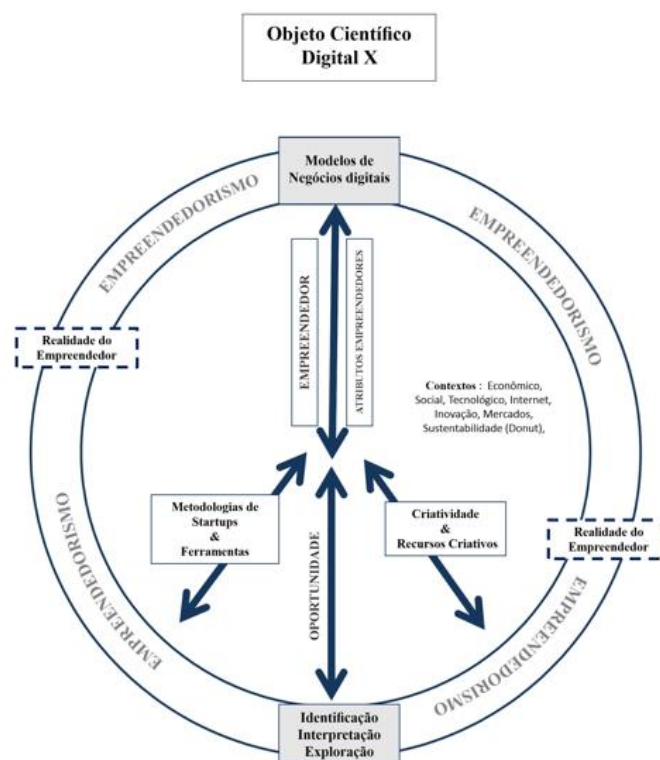 Objeto Científico
Digital X
Modelos de
Negócios digitais
EMPREENDEDORISMO
EMPREENDEDORISMO
EMPREENDEDOR
ATRIBUTOS EMPREENDEDORES
Realidade do
Empreendedor
Contextos : Econômico,
Social, Tecnológico, Internet,
Inovação, Mercados,
Sustentabilidade (Donut),
Metodologias de
Startups
&
Ferramentas
Criatividade
&
Recursos Criativos
Realidade do
Empreendedor
OPORTUNIDADE
EMPREENDEDORISMO
EMPREENDEDORISMO
Identificação
Interpretação
Exploração